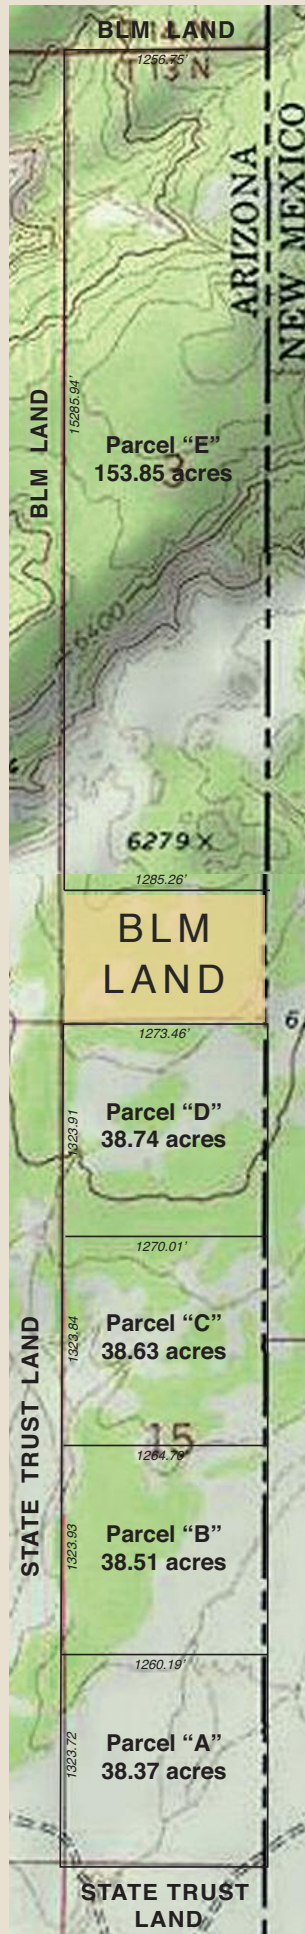 BLM LAND
1256.75'
T 13 N
ARIZONA
NEW MEXICO
15285.94'
BLM LAND
Parcel “E”
153.85 acres
3
6400
6279 X
1285.26'
BLM
LAND
1273.46'
Parcel “D”
38.74 acres
1323.91
1270.01'
Parcel “C”
38.63 acres
1323.84
STATE TRUST LAND
15
Parcel “B”
38.51 acres
1323.93
1260.19'
Parcel “A”
38.37 acres
1323.72
STATE TRUST
LAND